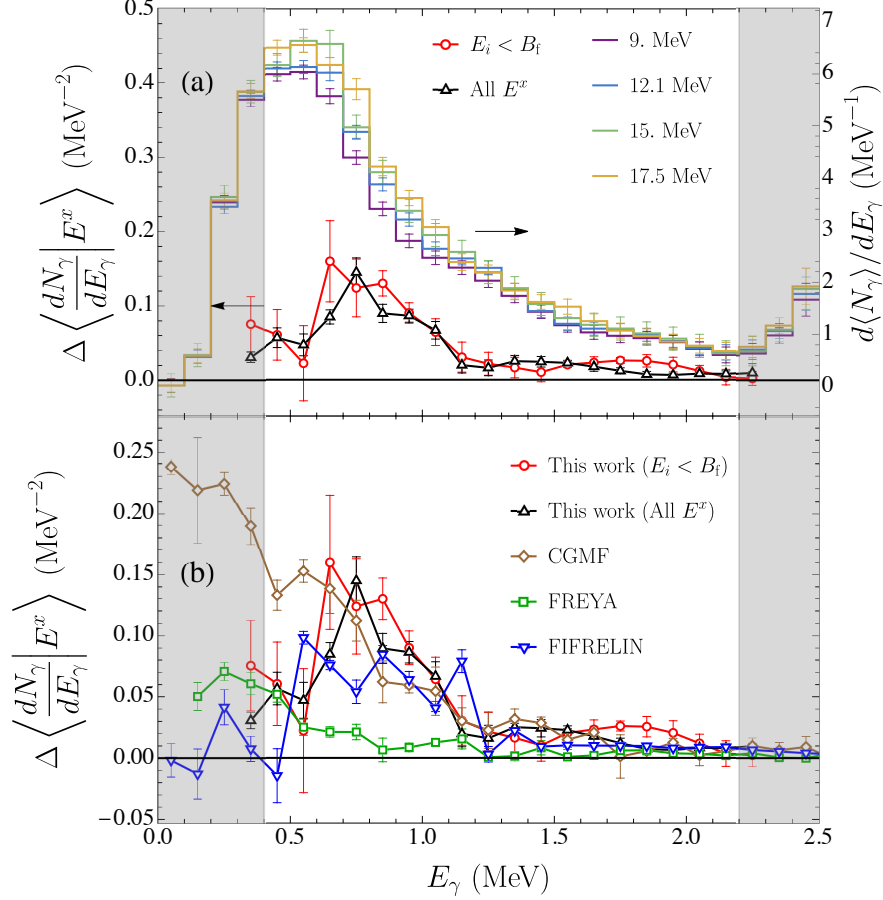 0.5
0.4
0.3
0.2
0.1
0.0
Δ⟨dN_γ/dE_γ|E^x⟩ (MeV⁻²)
(a)
E_i < B_f
All E^x
9. MeV
12.1 MeV
15. MeV
17.5 MeV
7
6
5
4
3
2
1
0
d⟨N_γ⟩/dE_γ (MeV⁻¹)
0.25
0.20
0.15
0.10
0.05
0.00
−0.05
Δ⟨dN_γ/dE_γ|E^x⟩ (MeV⁻²)
(b)
This work (E_i < B_f)
This work (All E^x)
CGMF
FREYA
FIFRELIN
0.0 0.5 1.0 1.5 2.0 2.5
E_γ (MeV)